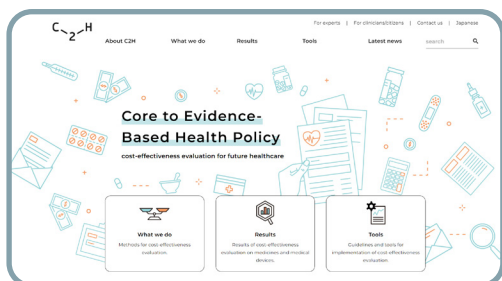 For experts | For clinicians/citizens | Contact us | Japanese
C2H
About C2H What we do Results Tools Latest news search
Core to Evidence-
Based Health Policy
cost-effectiveness evaluation for future healthcare
What we do
Methods for cost-effectiveness
evaluation.
Results
Results of cost-effectiveness
evaluation on medicines and medical
devices.
Tools
Guidelines and tools for
implementation of cost-effectiveness
evaluation.